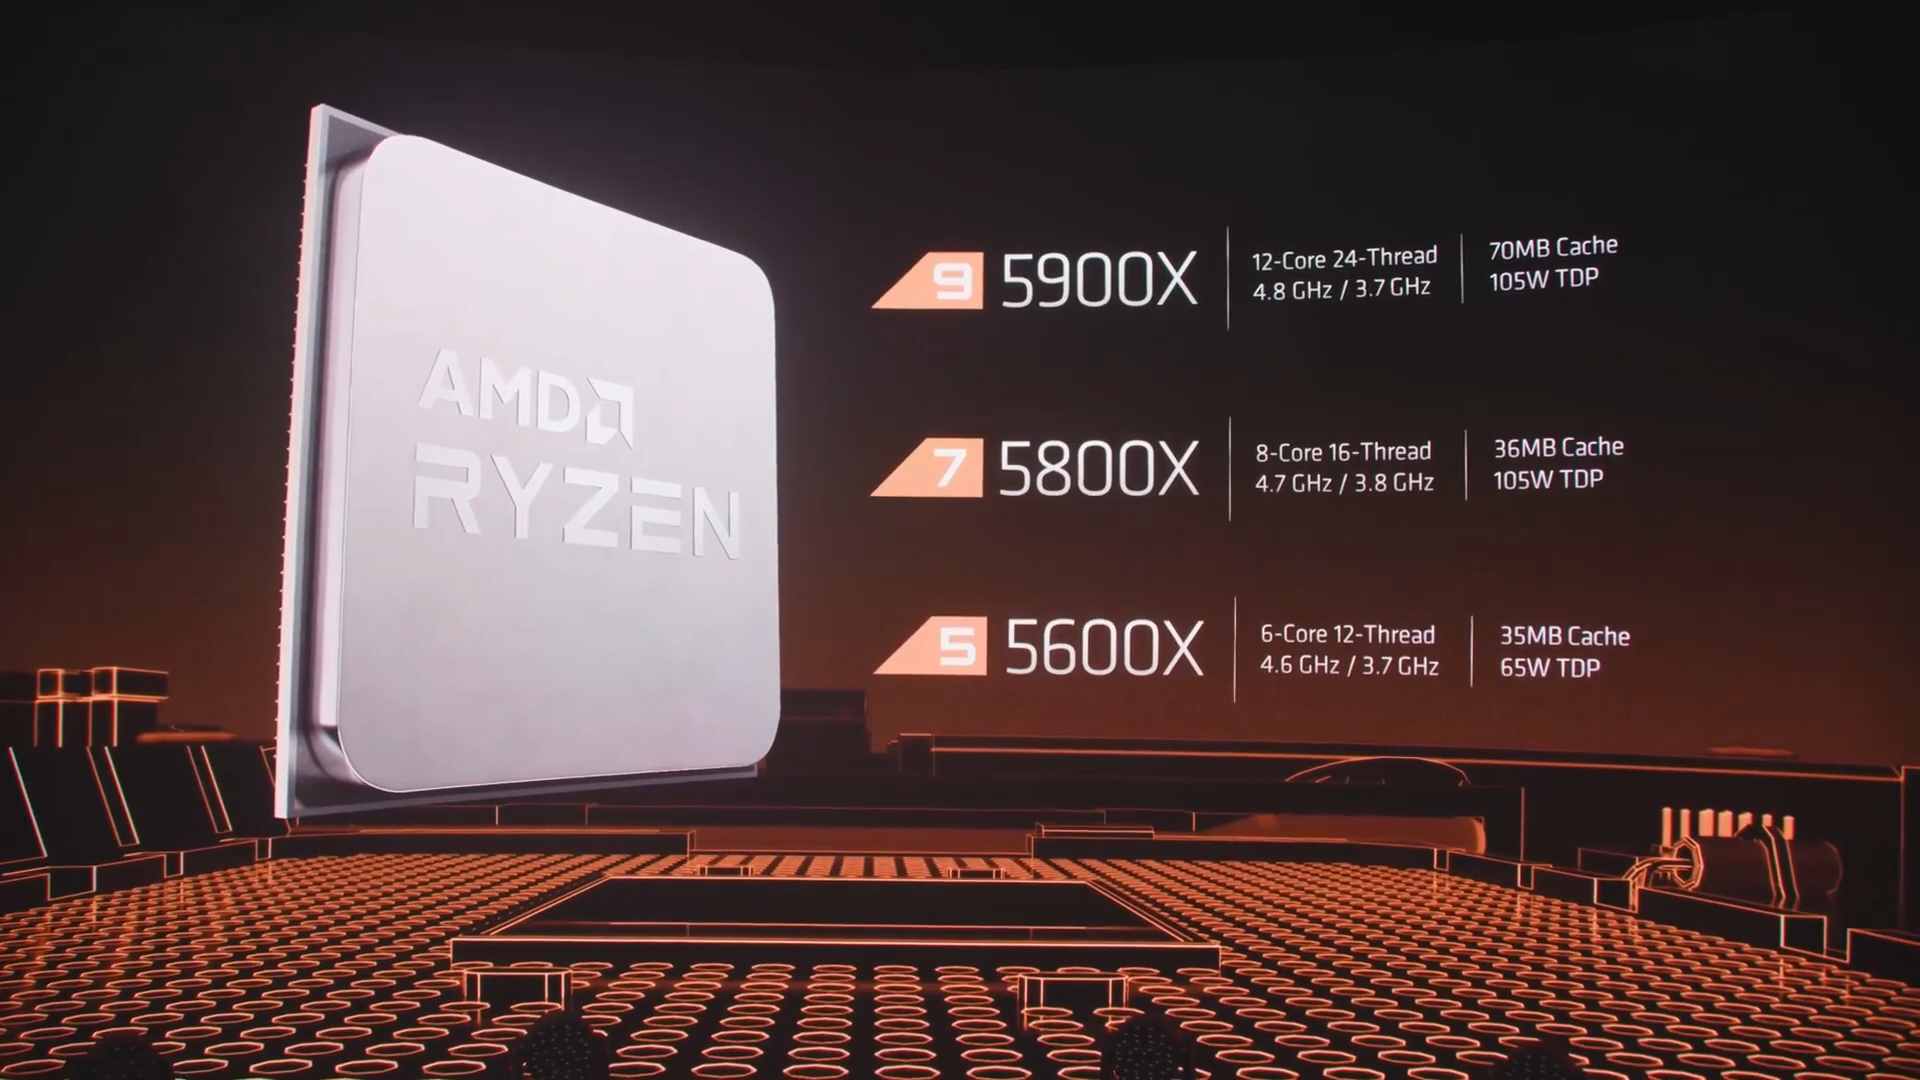 AMD
RYZEN
9 5900X
12-Core 24-Thread
4.8 GHz / 3.7 GHz
70MB Cache
105W TDP
7 5800X
8-Core 16-Thread
4.7 GHz / 3.8 GHz
36MB Cache
105W TDP
5 5600X
6-Core 12-Thread
4.6 GHz / 3.7 GHz
35MB Cache
65W TDP